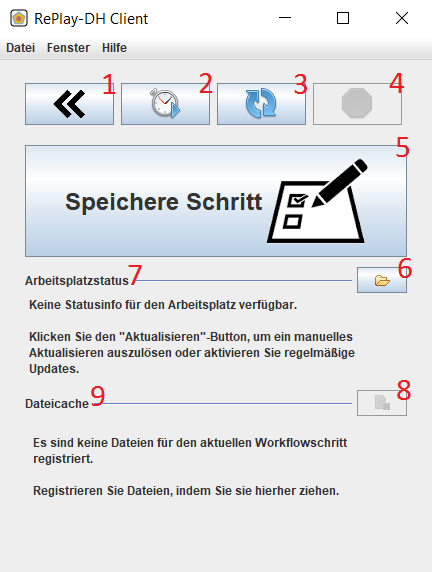 RePlay-DH Client
Datei Fenster Hilfe
1 2 3 4
5
Speichere Schritt
6
Arbeitsplatzstatus 7
Keine Statusinfo für den Arbeitsplatz verfügbar.
Klicken Sie den "Aktualisieren"-Button, um ein manuelles
Aktualisieren auszulösen oder aktivieren Sie regelmäßige
Updates.
8
Dateicache 9
Es sind keine Dateien für den aktuellen Workflowschritt
registriert.
Registrieren Sie Dateien, indem Sie sie hierher ziehen.